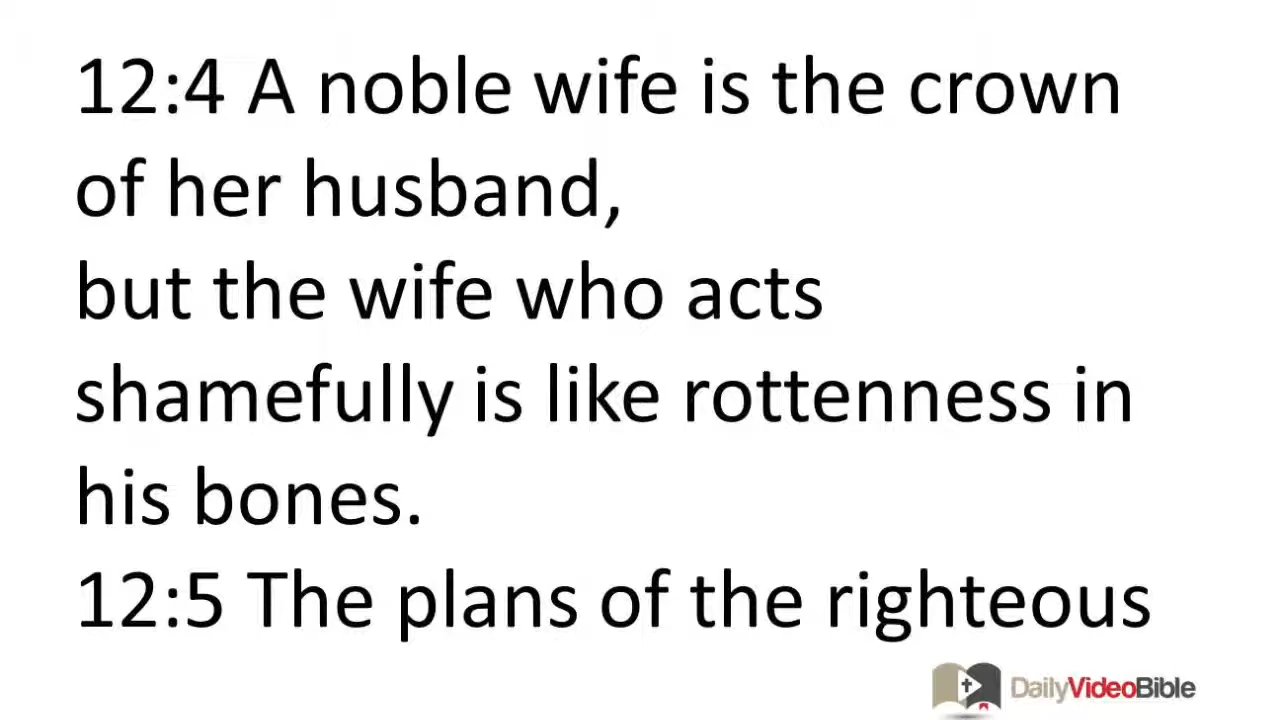 12:4 A noble wife is the crown
of her husband,
but the wife who acts
shamefully is like rottenness in
his bones.
12:5 The plans of the righteous
DailyVideoBible